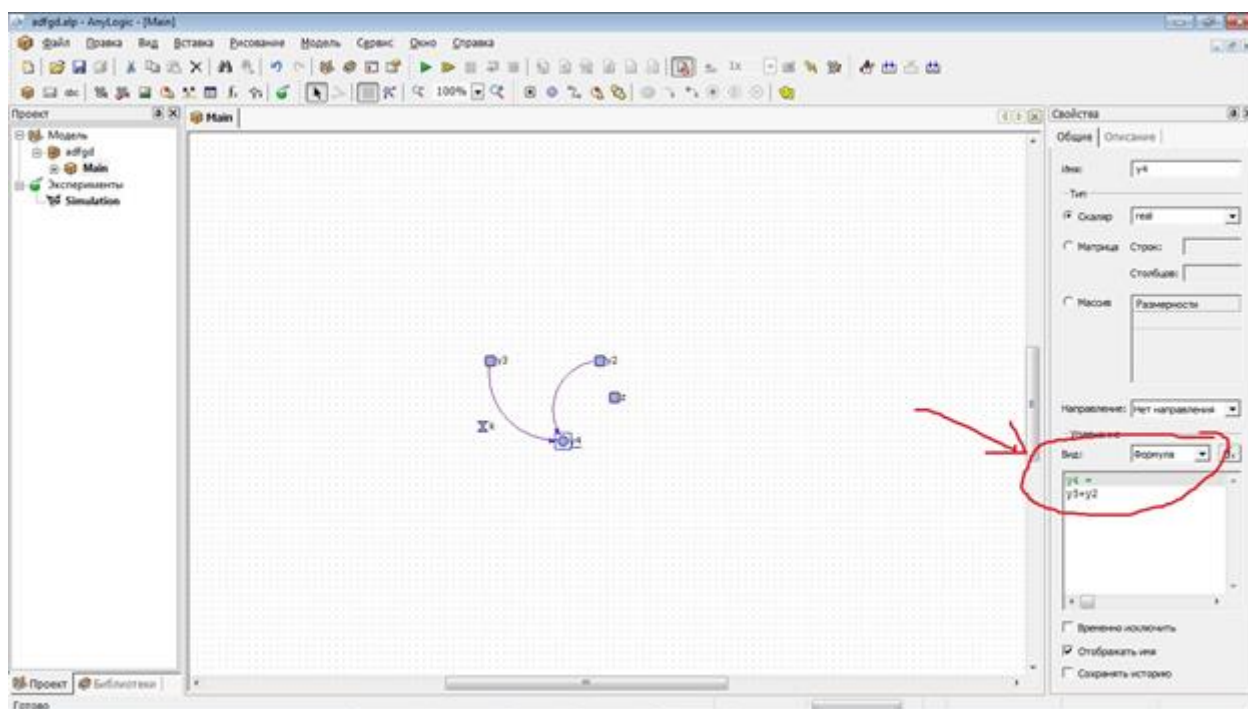 adfgd.alp - AnyLogic - [Main]
Файл Правка Вид Вставка Рисование Модель Сервис Окно Справка
100%
Проект
Main
Свойства
Модель
adfgd
Main
Эксперименты
Simulation
Общие Описание
Имя: y4
Тип
Скаляр real
Матрица Строк:
Столбцов:
Массив Размерности
y3
y2
z
x
y4
Направление: Нет направления
Уравнение
Вид: Формула
y4 =
y3+y2
Временно исключить
Отображать имя
Сохранять историю
Проект Библиотеки
Готово